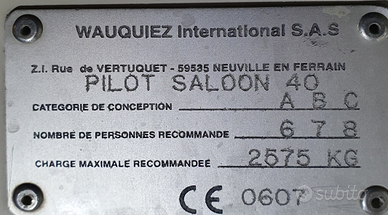 WAUQUIEZ International S.A.S
Z.I. Rue de VERTUQUET - 59535 NEUVILLE EN FERRAIN
PILOT SALOON 40
CATEGORIE DE CONCEPTION A B C
NOMBRE DE PERSONNES RECOMMANDE 6 7 8
CHARGE MAXIMALE RECOMMANDEE 2575 KG
CE 0607
subito